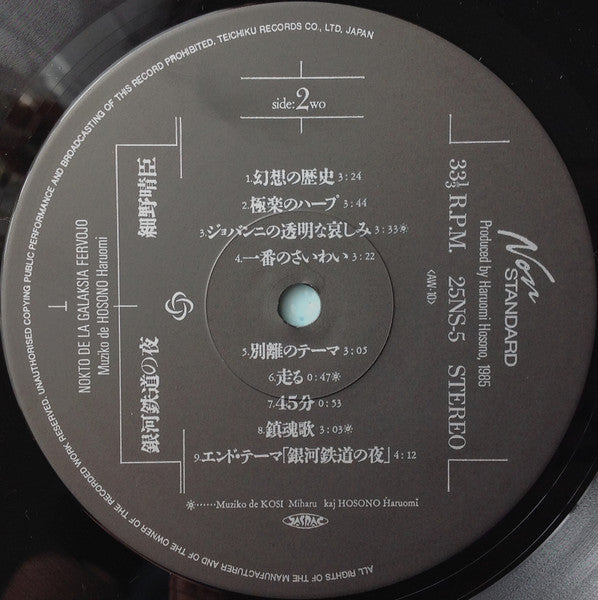 UNAUTHORISED COPYING PUBLIC PERFORMANCE AND BROADCASTING OF THIS RECORD PROHIBITED. TEICHIKU RECORDS CO., LTD. JAPAN
side:2wo
1.幻想の歴史 3:24
2.極楽のハープ 3:44
3.ジョバンニの透明な哀しみ 3:33※
4.一番のさいわい 3:22
5.別離のテーマ 3:05
6.走る 0:47※
7.45分 0:53
8.鎮魂歌 3:03※
9.エンド・テーマ「銀河鉄道の夜」4:12
※……Muziko de KOSI Miharu kaj HOSONO Haruomi
JASRAC
細野晴臣
銀河鉄道の夜
NOKTO DE LA GALAKSIA FERVOJO
Muziko de HOSONO Haruomi
Non
STANDARD
Produced by Haruomi Hosono, 1985
33⅓ R.P.M. 25NS-5 STEREO
<AW-10>
ALL RIGHTS OF THE MANUFACTURER AND OF THE OWNER OF THE RECORDED WORK RESERVED.